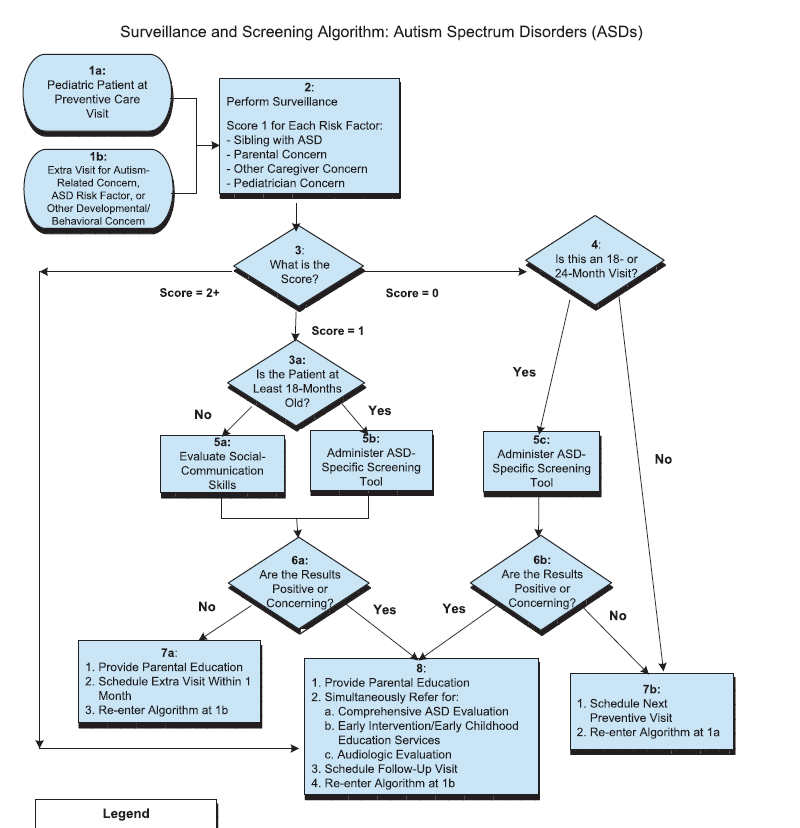 Surveillance and Screening Algorithm: Autism Spectrum Disorders (ASDs)
1a:
Pediatric Patient at
Preventive Care
Visit
1b:
Extra Visit for Autism-
Related Concern,
ASD Risk Factor, or
Other Developmental/
Behavioral Concern
2:
Perform Surveillance
Score 1 for Each Risk Factor:
- Sibling with ASD
- Parental Concern
- Other Caregiver Concern
- Pediatrician Concern
3:
What is the
Score?
4:
Is this an 18- or
24-Month Visit?
Score = 2+
Score = 0
Score = 1
3a:
Is the Patient at
Least 18-Months
Old?
Yes
No
Yes
No
5a:
Evaluate Social-
Communication
Skills
5b:
Administer ASD-
Specific Screening
Tool
5c:
Administer ASD-
Specific Screening
Tool
6a:
Are the Results
Positive or
Concerning?
6b:
Are the Results
Positive or
Concerning?
No
Yes
Yes
No
7a:
1. Provide Parental Education
2. Schedule Extra Visit Within 1
Month
3. Re-enter Algorithm at 1b
8:
1. Provide Parental Education
2. Simultaneously Refer for:
a. Comprehensive ASD Evaluation
b. Early Intervention/Early Childhood
Education Services
c. Audiologic Evaluation
3. Schedule Follow-Up Visit
4. Re-enter Algorithm at 1b
7b:
1. Schedule Next
Preventive Visit
2. Re-enter Algorithm at 1a
Legend